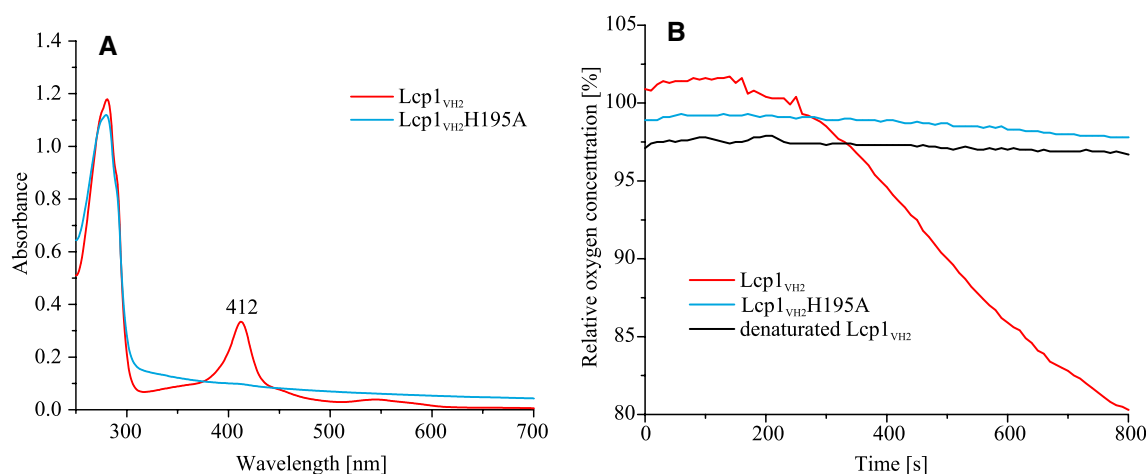 A
Absorbance
1.4
1.2
1.0
0.8
0.6
0.4
0.2
0.0
300
400
500
600
700
Wavelength [nm]
412
Lcp1VH2
Lcp1VH2H195A
B
Relative oxygen concentration [%]
105
100
95
90
85
80
0
200
400
600
800
Time [s]
Lcp1VH2
Lcp1VH2H195A
denaturated Lcp1VH2